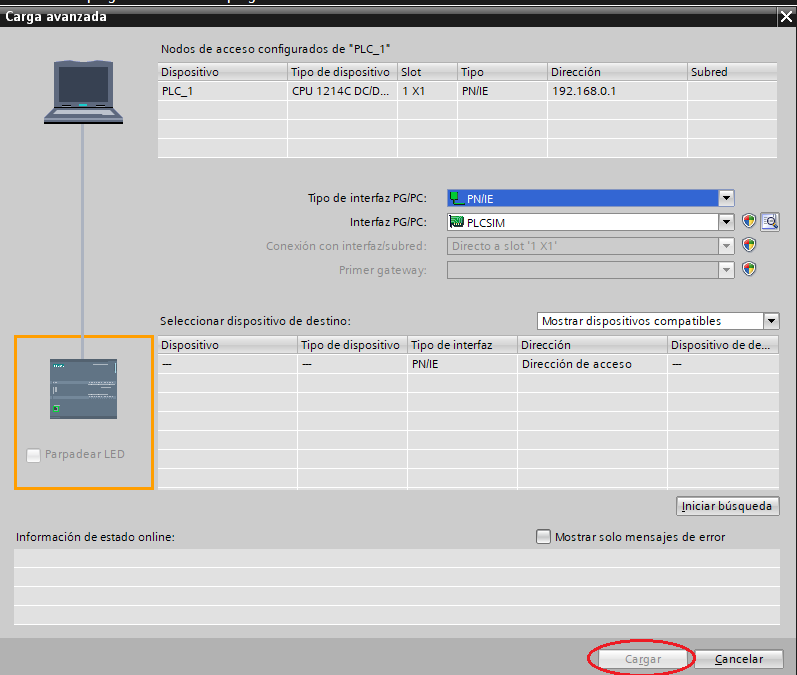 Carga avanzada
Nodos de acceso configurados de "PLC_1"
Dispositivo Tipo de dispositivo Slot Tipo Dirección Subred
PLC_1 CPU 1214C DC/D... 1 X1 PN/IE 192.168.0.1
Tipo de interfaz PG/PC: PN/IE
Interfaz PG/PC: PLCSIM
Conexión con interfaz/subred: Directo a slot '1 X1'
Primer gateway:
Seleccionar dispositivo de destino: Mostrar dispositivos compatibles
Dispositivo Tipo de dispositivo Tipo de interfaz Dirección Dispositivo de de...
— — PN/IE Dirección de acceso —
Parpadear LED
Iniciar búsqueda
Información de estado online: Mostrar solo mensajes de error
Cargar Cancelar